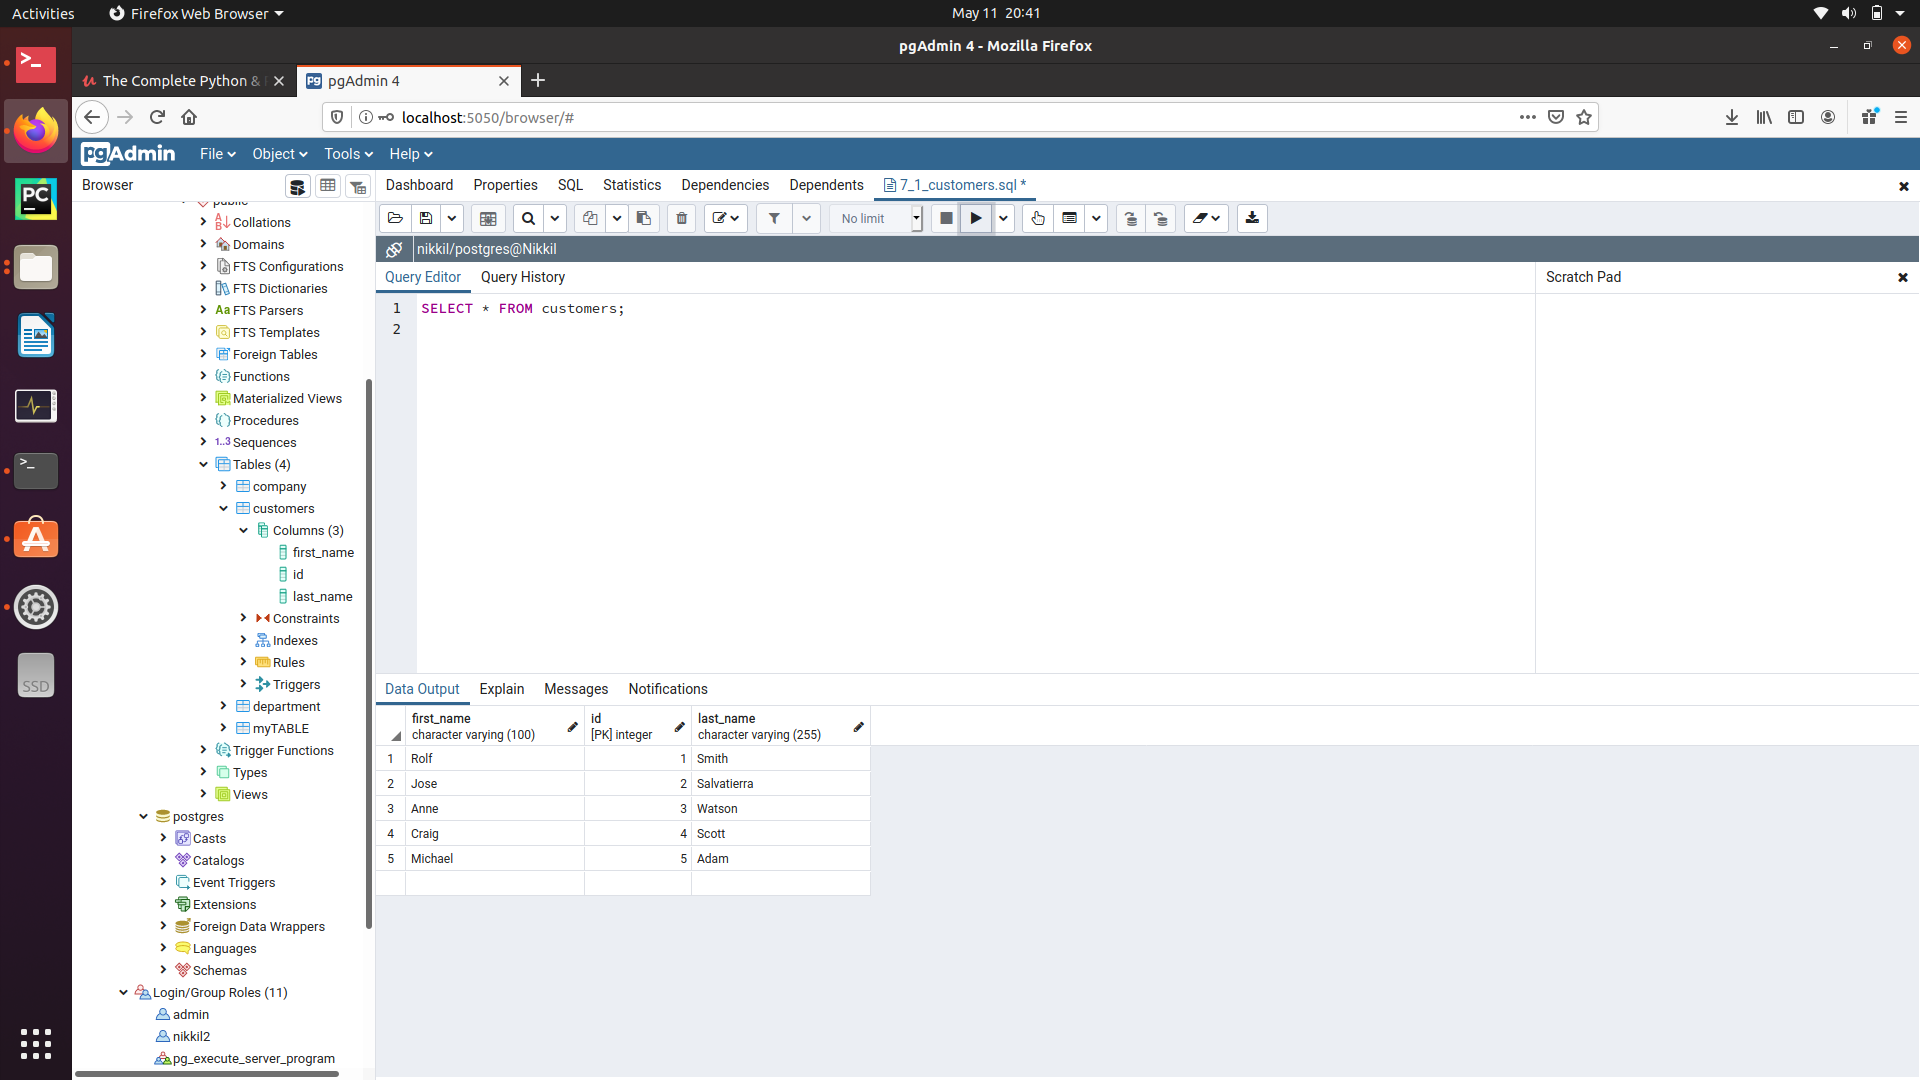 Activities
Firefox Web Browser
May 11 20:41
pgAdmin 4 - Mozilla Firefox
The Complete Python &
pgAdmin 4
localhost:5050/browser/#
pgAdmin
File
Object
Tools
Help
Browser
Dashboard
Properties
SQL
Statistics
Dependencies
Dependents
7_1_customers.sql *
No limit
nikkil/postgres@Nikkil
Query Editor
Query History
Scratch Pad
1 SELECT * FROM customers;
2
public
Collations
Domains
FTS Configurations
FTS Dictionaries
Aa FTS Parsers
FTS Templates
Foreign Tables
Functions
Materialized Views
Procedures
1..3 Sequences
Tables (4)
company
customers
Columns (3)
first_name
id
last_name
Constraints
Indexes
Rules
Triggers
department
myTABLE
Trigger Functions
Types
Views
postgres
Casts
Catalogs
Event Triggers
Extensions
Foreign Data Wrappers
Languages
Schemas
Login/Group Roles (11)
admin
nikkil2
pg_execute_server_program
Data Output
Explain
Messages
Notifications
first_name
character varying (100)
id
[PK] integer
last_name
character varying (255)
1 Rolf 1 Smith
2 Jose 2 Salvatierra
3 Anne 3 Watson
4 Craig 4 Scott
5 Michael 5 Adam
PC
SSD